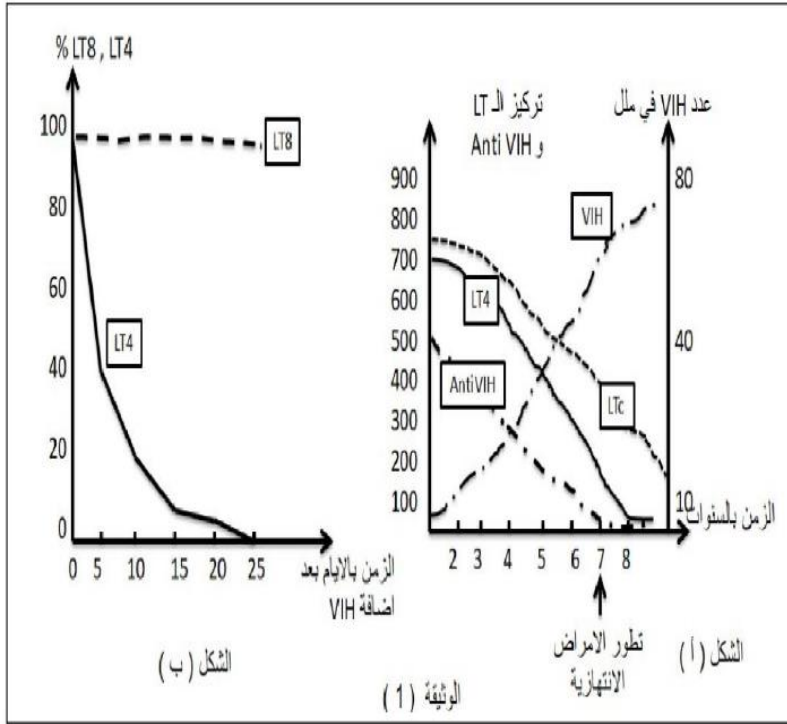 % LT8 , LT4
100
80
60
40
20
0
LT8
LT4
0 5 10 15 20 25
الزمن بالايام بعد
اضافة VIH
الشكل ( ب )
تركيز الـ LT
و Anti VIH
عدد VIH في ملل
900
800
700
600
500
400
300
200
100
80
40
10
VIH
LT4
AntiVIH
LTc
الزمن بالسنوات
2 3 4 5 6 7 8
تطور الامراض
الانتهازية
الشكل ( أ )
الوثيقة ( 1 )